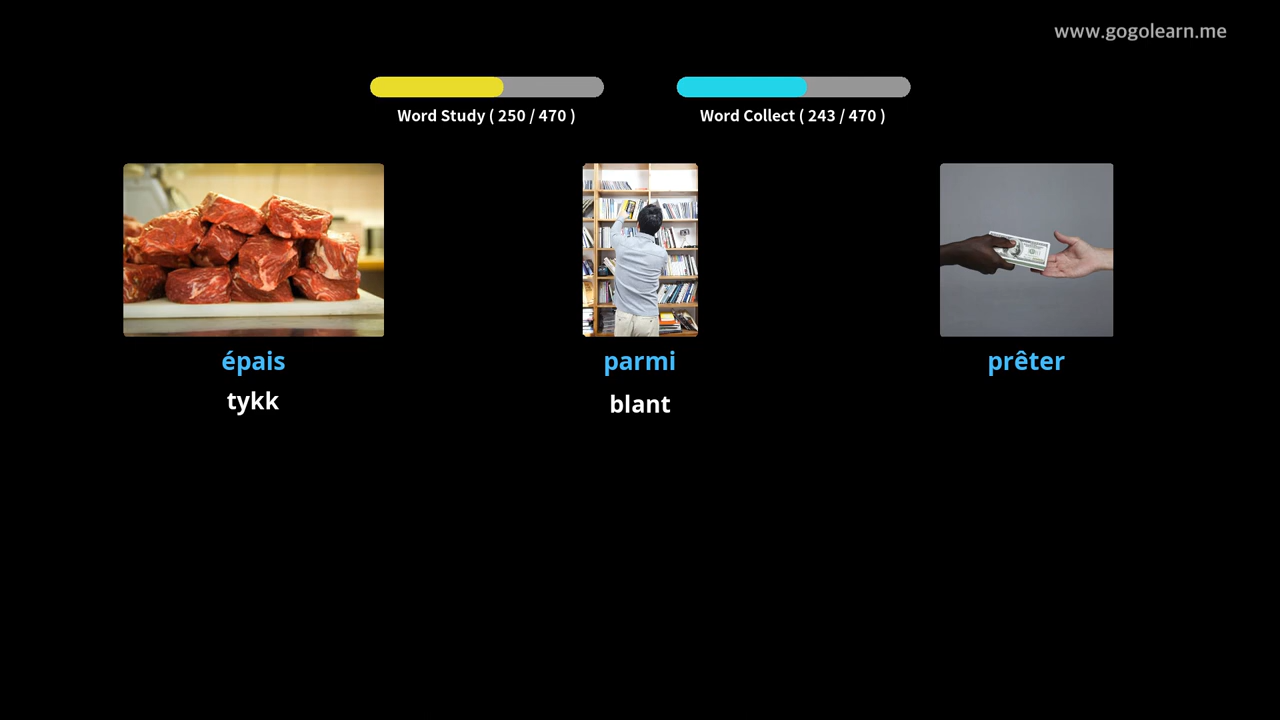 www.gogolearn.me
Word Study ( 250 / 470 )
Word Collect ( 243 / 470 )
épais
parmi
prêter
tykk
blant